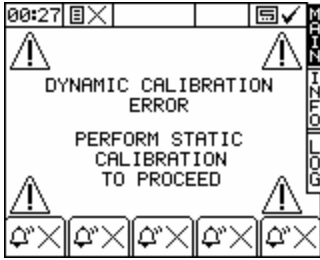 00:27
DYNAMIC CALIBRATION
ERROR
PERFORM STATIC
CALIBRATION
TO PROCEED
MAIN
INFO
LOG